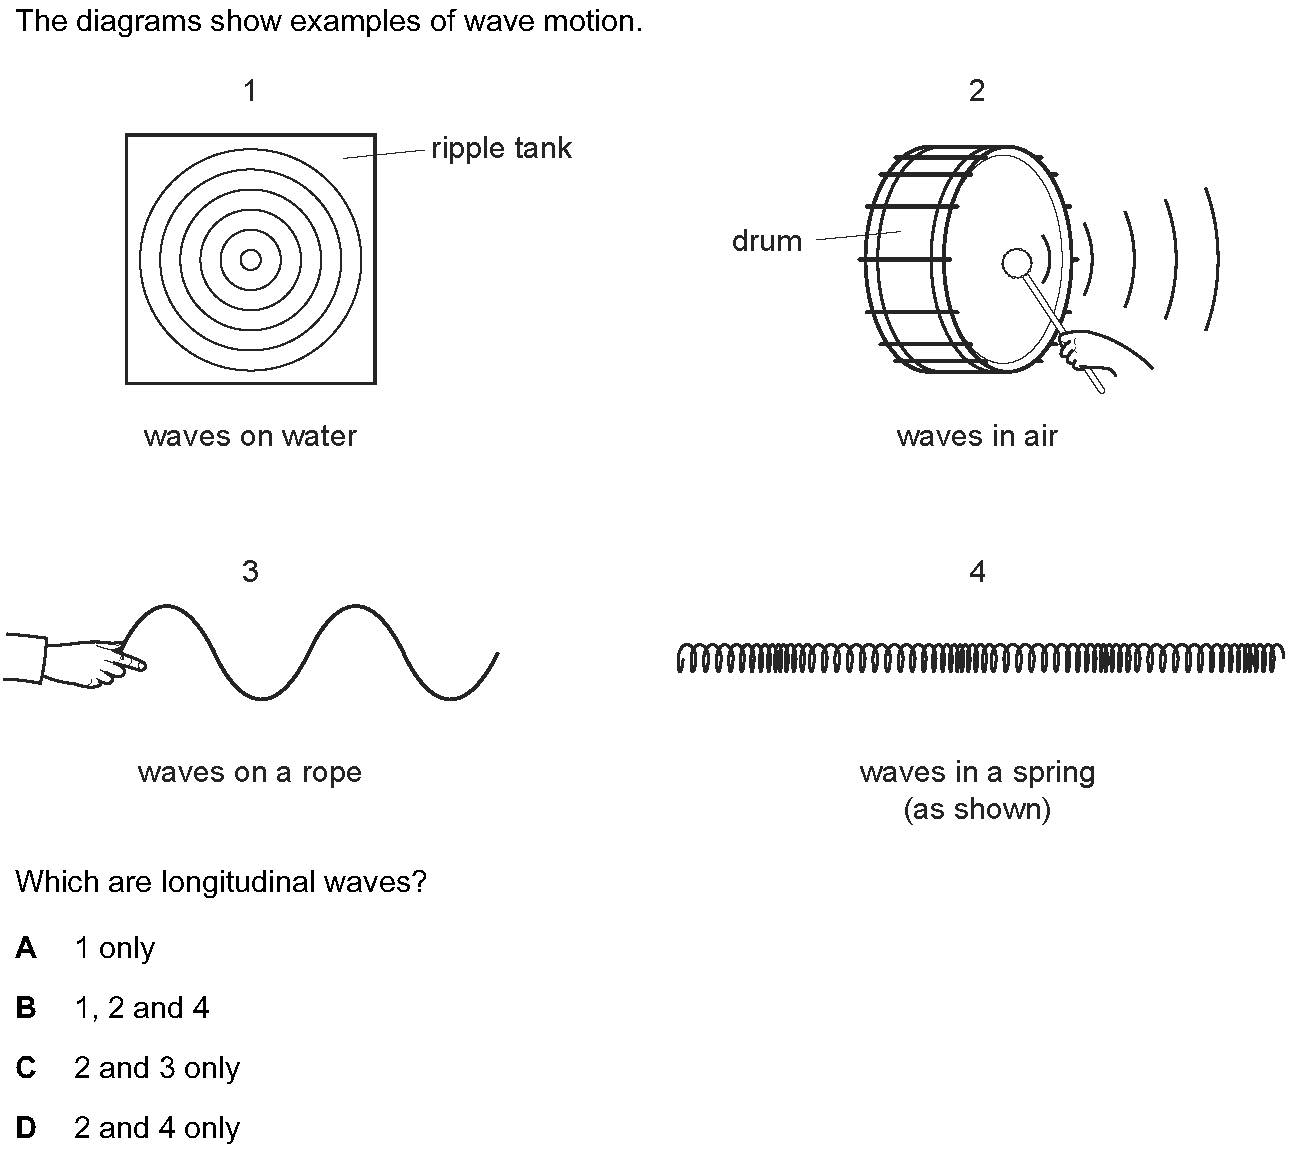 The diagrams show examples of wave motion.
1
2
ripple tank
drum
waves on water
waves in air
3
4
waves on a rope
waves in a spring
(as shown)
Which are longitudinal waves?
A 1 only
B 1, 2 and 4
C 2 and 3 only
D 2 and 4 only